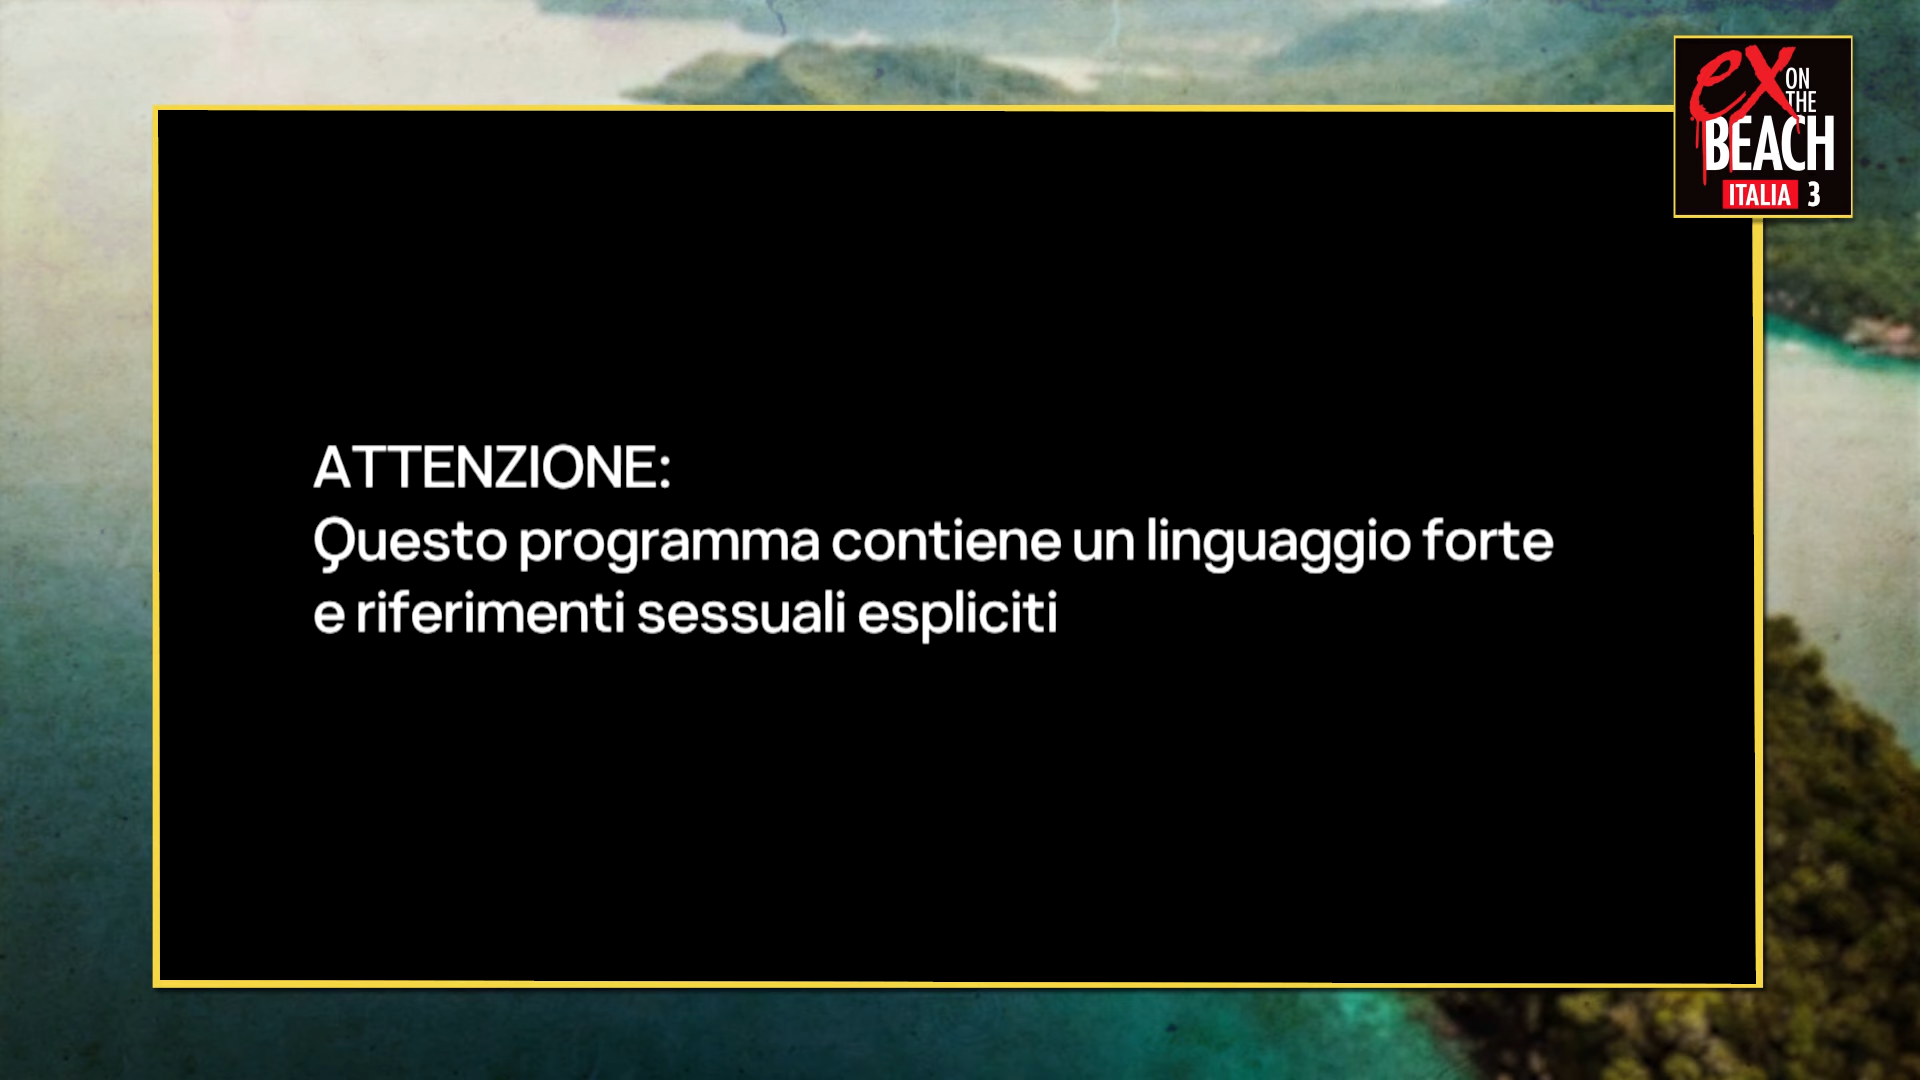 ex ON
THE
BEACH
ITALIA 3
ATTENZIONE:
Questo programma contiene un linguaggio forte
e riferimenti sessuali espliciti